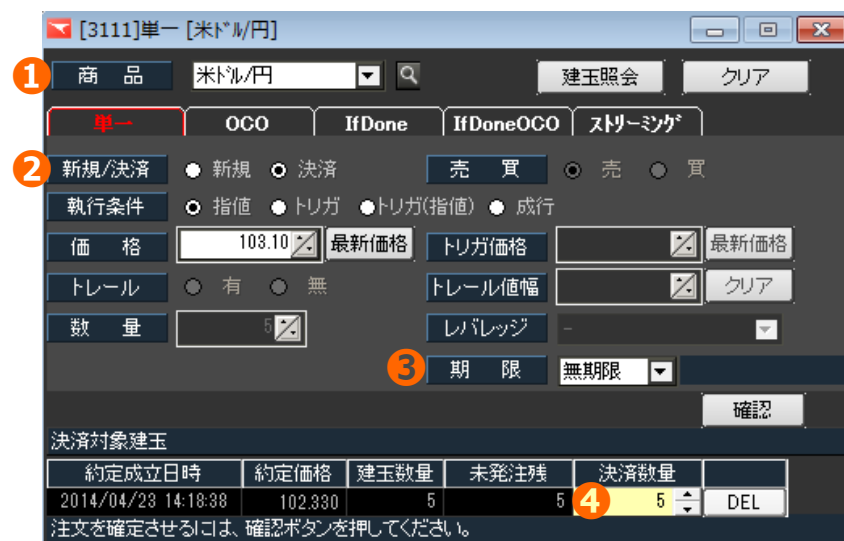 [3111]単一 [米ﾄﾞﾙ/円]
1 商 品 米ﾄﾞﾙ/円 建玉照会 クリア
単一 OCO IfDone IfDoneOCO ｽﾄﾘｰﾐﾝｸﾞ
2 新規/決済 新規 決済 売 買 売 買
執行条件 指値 トリガ トリガ(指値) 成行
価 格 103.10 最新価格 トリガ価格 最新価格
トレール 有 無 トレール値幅 クリア
数 量 5 レバレッジ -
3 期 限 無期限
確認
決済対象建玉
約定成立日時 約定価格 建玉数量 未発注残 決済数量
2014/04/23 14:18:38 102.330 5 5 4 5 DEL
注文を確定させるには、確認ボタンを押してください。